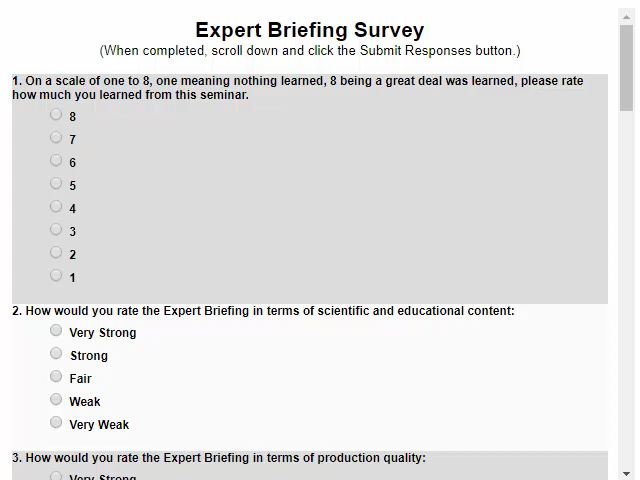 Expert Briefing Survey
(When completed, scroll down and click the Submit Responses button.)
1. On a scale of one to 8, one meaning nothing learned, 8 being a great deal was learned, please rate
how much you learned from this seminar.
8
7
6
5
4
3
2
1
2. How would you rate the Expert Briefing in terms of scientific and educational content:
Very Strong
Strong
Fair
Weak
Very Weak
3. How would you rate the Expert Briefing in terms of production quality:
Very Strong